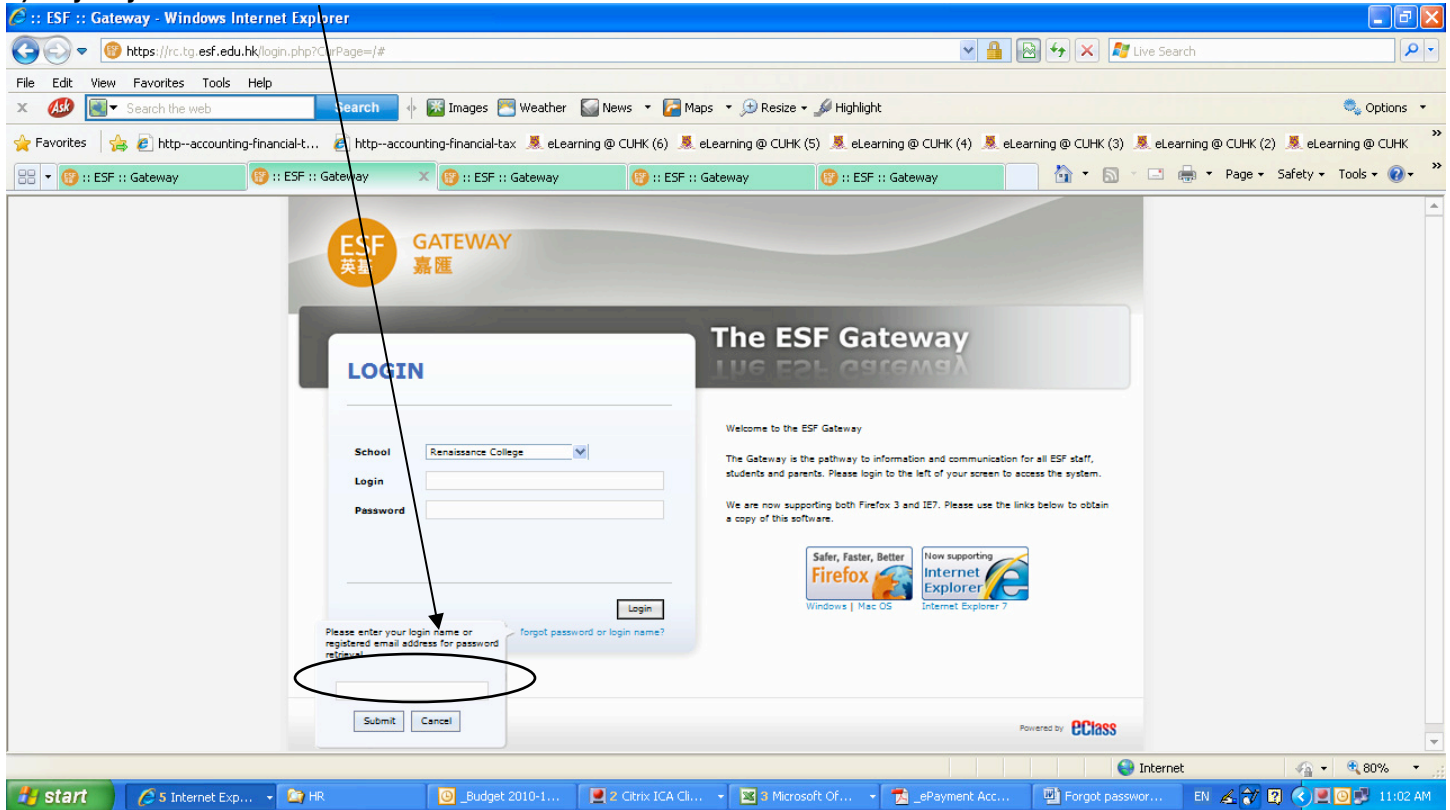 :: ESF :: Gateway - Windows Internet Explorer
https://rc.tg.esf.edu.hk/login.php?CurPage=/#
Live Search
File Edit View Favorites Tools Help
x Ask Search the web Search Images Weather News Maps Resize Highlight Options
Favorites http--accounting-financial-t... http--accounting-financial-tax eLearning @ CUHK (6) eLearning @ CUHK (5) eLearning @ CUHK (4) eLearning @ CUHK (3) eLearning @ CUHK (2) eLearning @ CUHK
:: ESF :: Gateway :: ESF :: Gateway X :: ESF :: Gateway :: ESF :: Gateway :: ESF :: Gateway Page Safety Tools
ESF
英基
GATEWAY
嘉匯
The ESF Gateway
LOGIN
School Renaissance College
Login
Password
Login
forgot password or login name?
Please enter your login name or
registered email address for password
retrieval
Submit Cancel
Welcome to the ESF Gateway
The Gateway is the pathway to information and communication for all ESF staff,
students and parents. Please login to the left of your screen to access the system.
We are now supporting both Firefox 3 and IE7. Please use the links below to obtain
a copy of this software.
Safer, Faster, Better
Firefox
Windows | Mac OS
Now supporting
Internet
Explorer
Internet Explorer 7
Powered by eClass
Internet 80%
start 5 Internet Exp... HR _Budget 2010-1... 2 Citrix ICA Cli... 3 Microsoft Of... _ePayment Acc... Forgot passwor... EN 11:02 AM